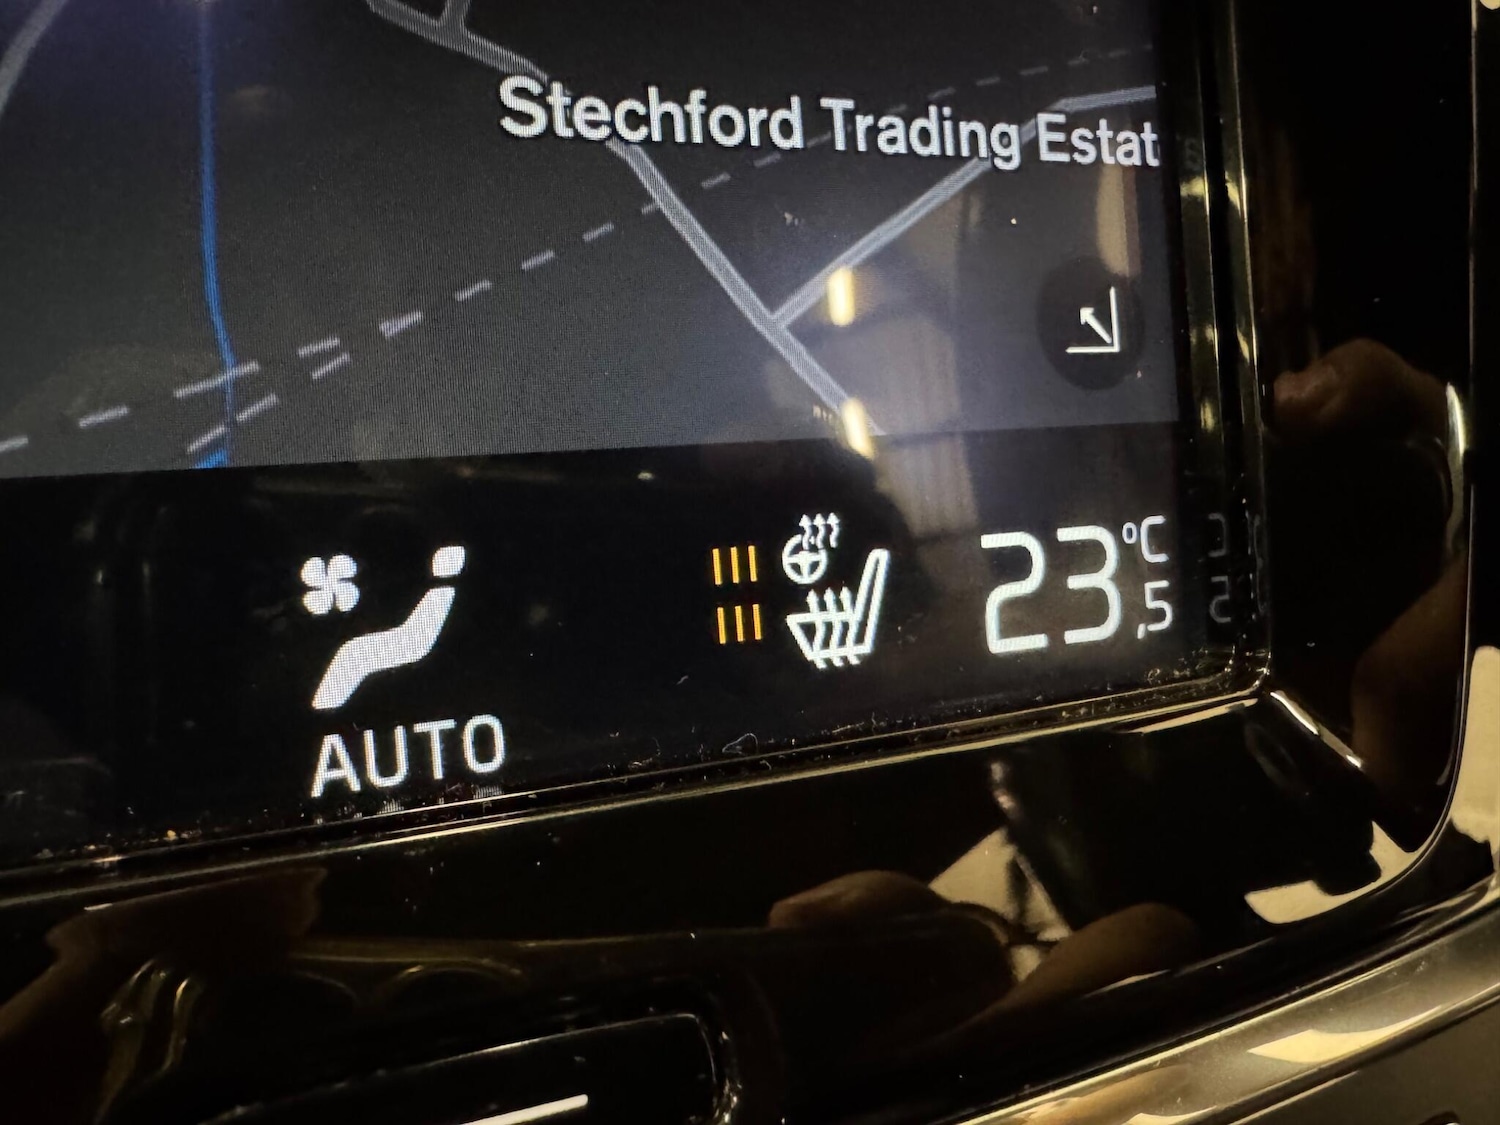 Stechford Trading Estat
23,5 °C
AUTO